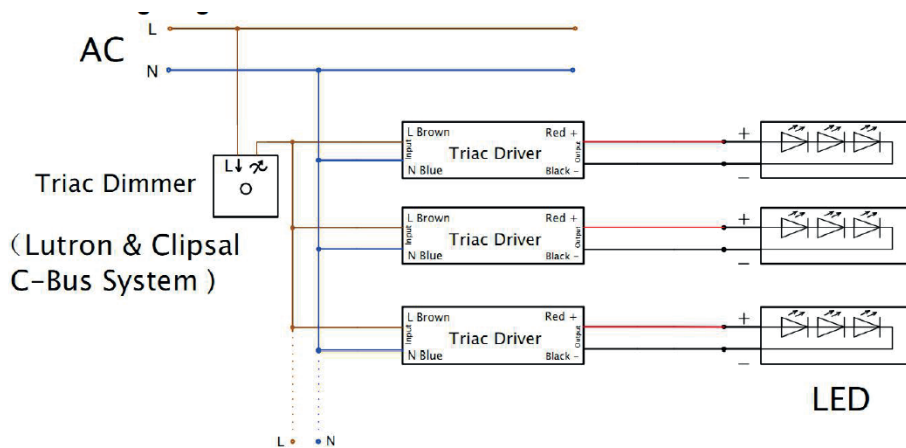 L
AC
N
L Brown
Red +
Input
Triac Driver
Output
N Blue
Black -
+
−
L
Triac Dimmer
(Lutron & Clipsal
C-Bus System )
L Brown
Red +
Input
Triac Driver
Output
N Blue
Black -
+
−
L Brown
Red +
Input
Triac Driver
Output
N Blue
Black -
+
−
LED
L
N